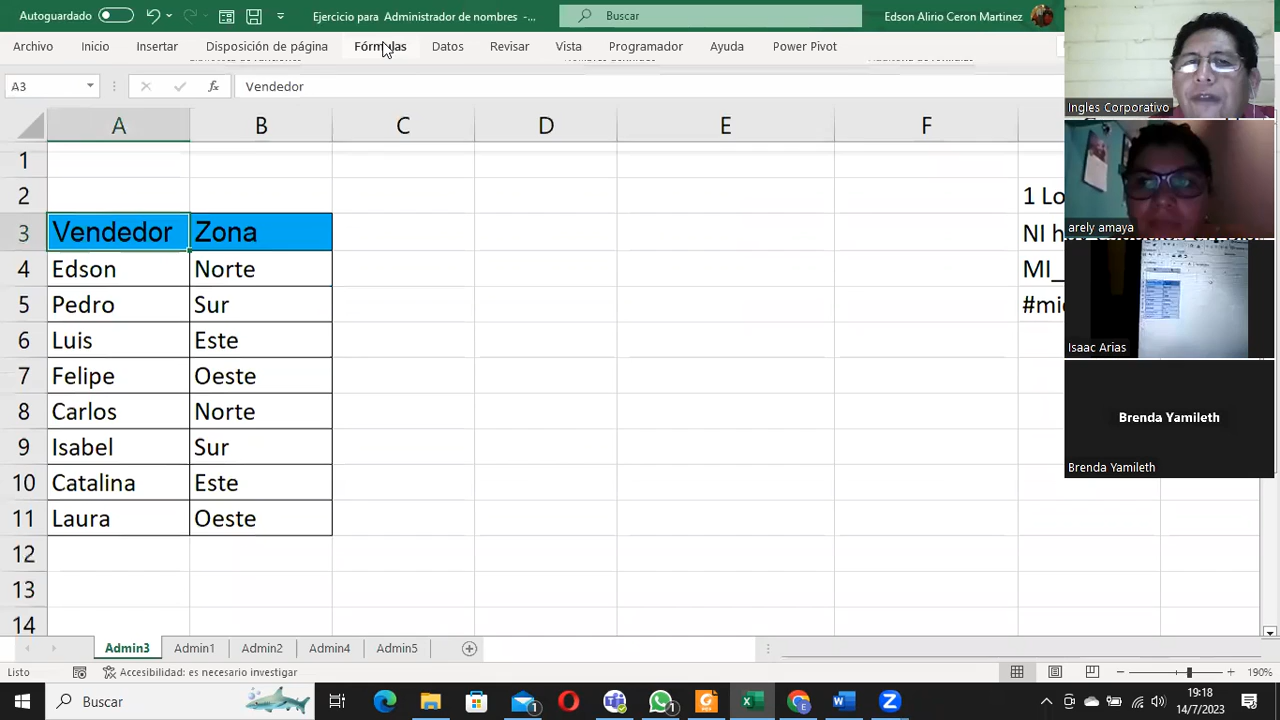 Autoguardado
Ejercicio para Administrador de nombres -...
Buscar
Edson Alirio Ceron Martinez
Archivo Inicio Insertar Disposición de página Fórmulas Datos Revisar Vista Programador Ayuda Power Pivot
A3 fx Vendedor
A B C D E F
1
2 1 Lo
3 Vendedor Zona NI h
4 Edson Norte MI_
5 Pedro Sur #mi
6 Luis Este
7 Felipe Oeste
8 Carlos Norte
9 Isabel Sur
10 Catalina Este
11 Laura Oeste
12
13
14
Ingles Corporativo
arely amaya
Isaac Arias
Brenda Yamileth
Brenda Yamileth
Admin3 Admin1 Admin2 Admin4 Admin5
Listo Accesibilidad: es necesario investigar 190%
Buscar
19:18
14/7/2023